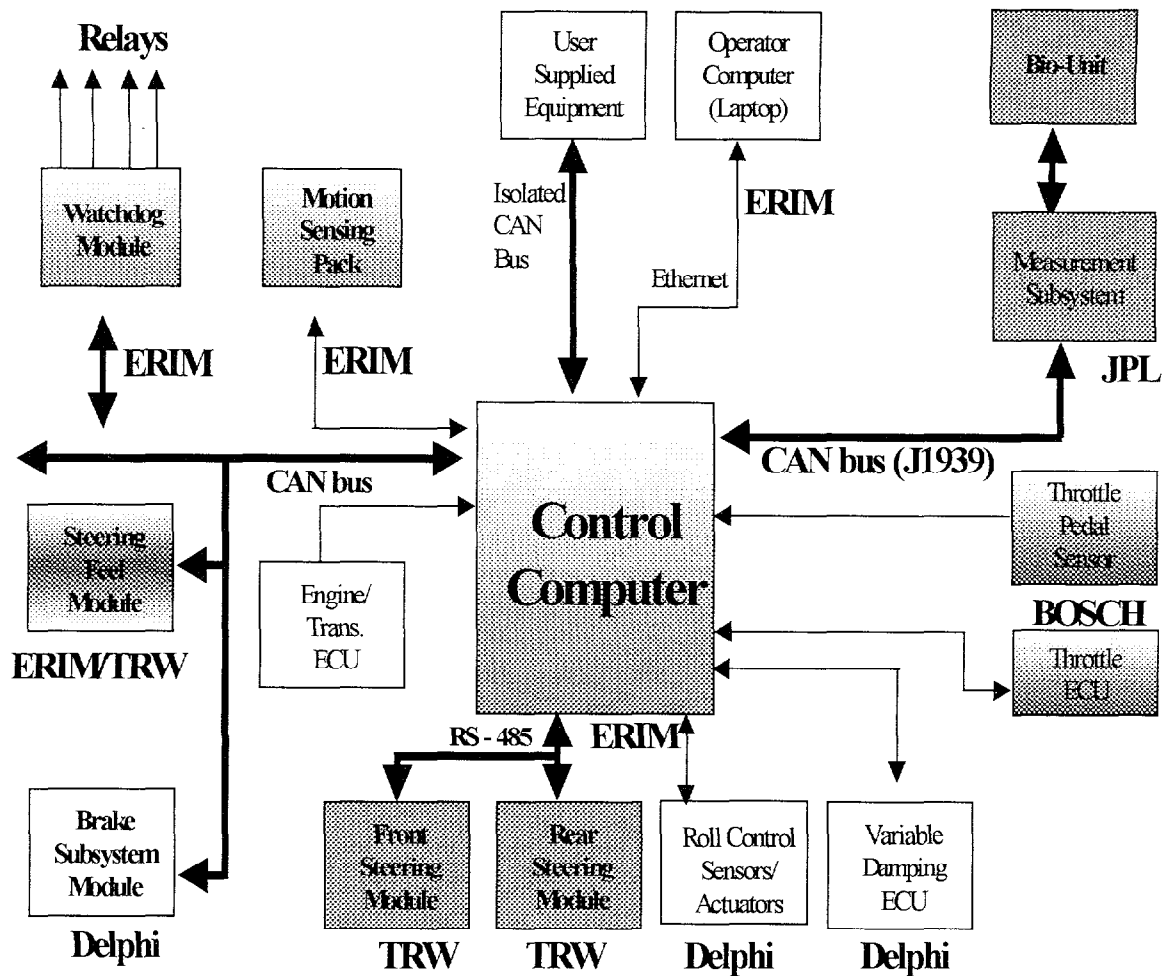 Relays
User
Supplied
Equipment
Operator
Computer
(Laptop)
Bio-Unit
Watchdog
Module
Motion
Sensing
Pack
Isolated
CAN
Bus
ERIM
Ethernet
Measurement
Subsystent
ERIM
ERIM
JPL
CAN bus
CAN bus (J1939)
Steering
Feel
Module
ERIM/TRW
Engine/
Trans.
ECU
Control
Computer
Throttle
Pedal
Sensor
BOSCH
Throttle
ECU
RS - 485
ERIM
Brake
Subsystem
Module
Delphi
Front
Steering
Module
TRW
Rear
Steering
Module
TRW
Roll Control
Sensors/
Actuators
Delphi
Variable
Damping
ECU
Delphi